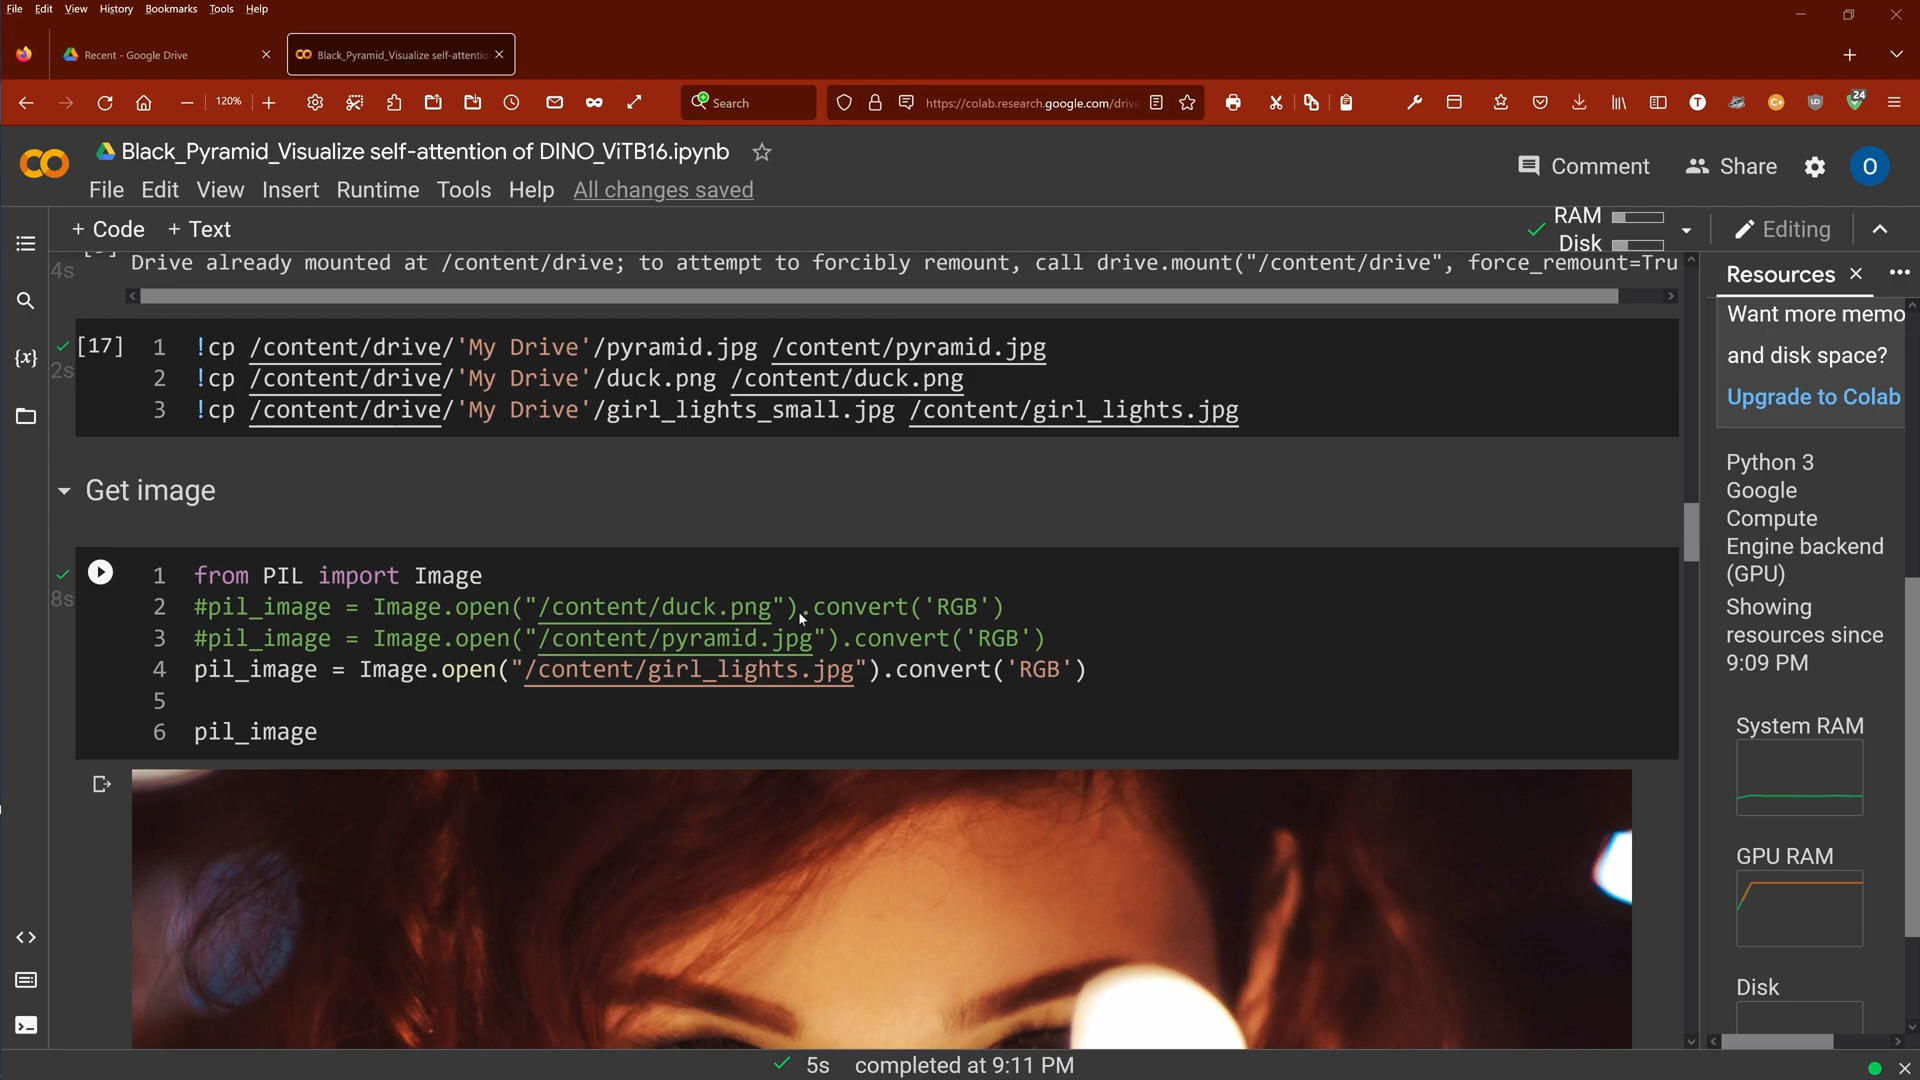 File Edit View History Bookmarks Tools Help
Recent - Google Drive
Black_Pyramid_Visualize self-attentio
120%
Search
https://colab.research.google.com/drive
24
Black_Pyramid_Visualize self-attention of DINO_ViTB16.ipynb
Comment
Share
O
File Edit View Insert Runtime Tools Help All changes saved
+ Code + Text
RAM
Disk
Editing
4s
Drive already mounted at /content/drive; to attempt to forcibly remount, call drive.mount("/content/drive", force_remount=Tru
[17]
2s
1 !cp /content/drive/'My Drive'/pyramid.jpg /content/pyramid.jpg
2 !cp /content/drive/'My Drive'/duck.png /content/duck.png
3 !cp /content/drive/'My Drive'/girl_lights_small.jpg /content/girl_lights.jpg
Get image
8s
1 from PIL import Image
2 #pil_image = Image.open("/content/duck.png").convert('RGB')
3 #pil_image = Image.open("/content/pyramid.jpg").convert('RGB')
4 pil_image = Image.open("/content/girl_lights.jpg").convert('RGB')
5
6 pil_image
Resources
Want more memo
and disk space?
Upgrade to Colab
Python 3
Google
Compute
Engine backend
(GPU)
Showing
resources since
9:09 PM
System RAM
GPU RAM
Disk
5s completed at 9:11 PM